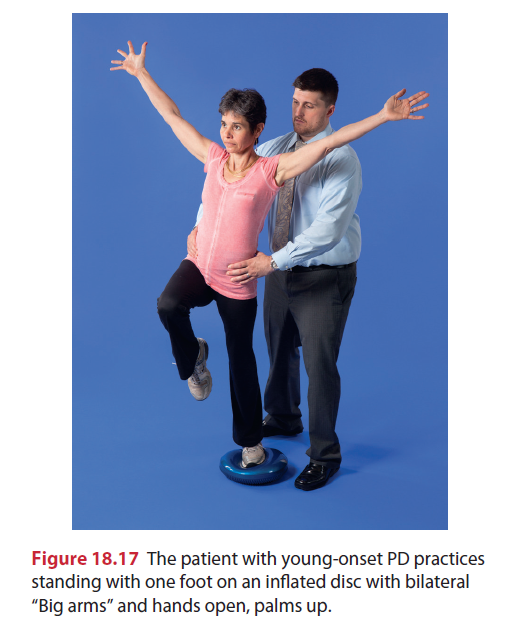 Figure 18.17 The patient with young-onset PD practices
standing with one foot on an inflated disc with bilateral
“Big arms” and hands open, palms up.